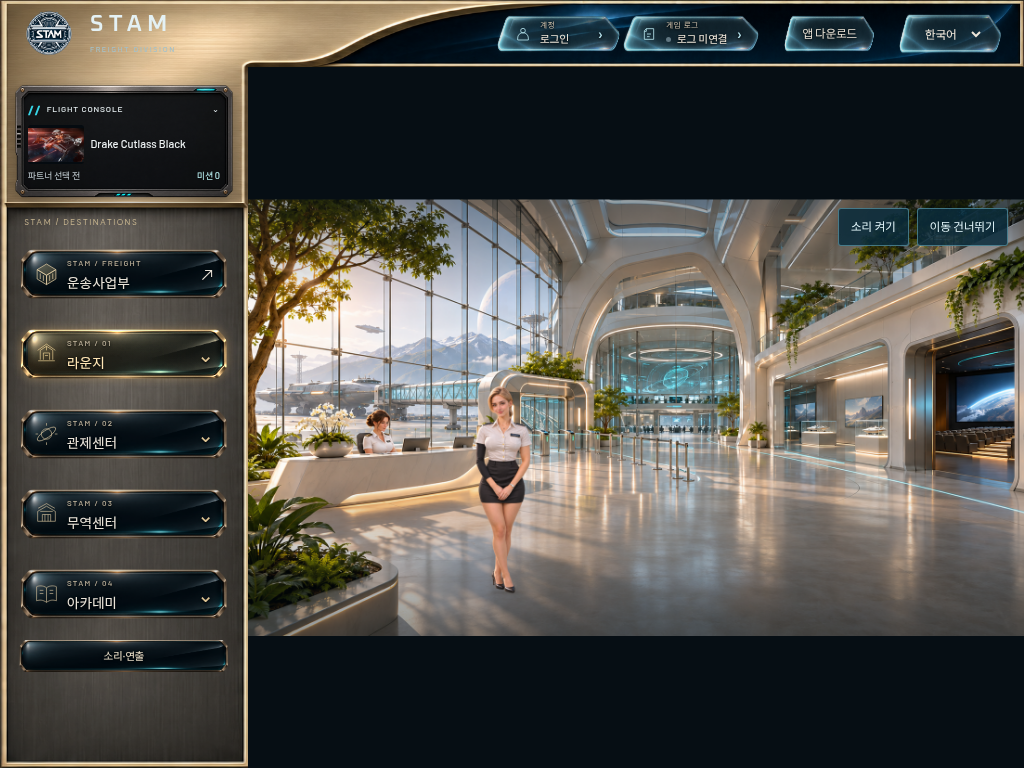 STAM
STAM
FREIGHT DIVISION
계정
로그인
게임 로그
로그 미연결
앱 다운로드
한국어
FLIGHT CONSOLE
Drake Cutlass Black
파트너 선택 전
미션 0
STAM / DESTINATIONS
STAM / FREIGHT
운송사업부
STAM / 01
라운지
STAM / 02
관제센터
STAM / 03
무역센터
STAM / 04
아카데미
소리·연출
소리 켜기
이동 건너뛰기